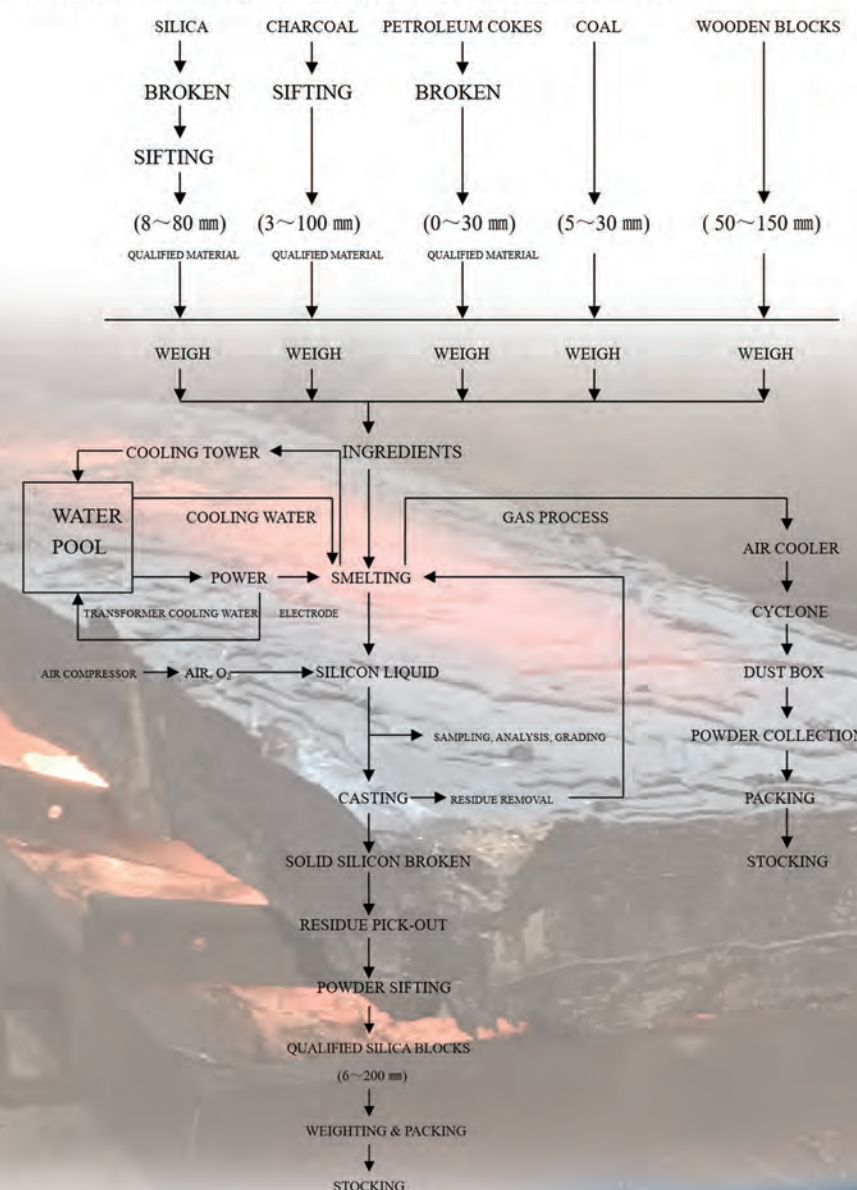 SILICA CHARCOAL PETROLEUM COKES COAL WOODEN BLOCKS
BROKEN SIFTING BROKEN
SIFTING
(8～80 ㎜) (3～100 ㎜) (0～30 ㎜) (5～30 ㎜) ( 50～150 ㎜)
QUALIFIED MATERIAL QUALIFIED MATERIAL QUALIFIED MATERIAL
WEIGH WEIGH WEIGH WEIGH WEIGH
COOLING TOWER INGREDIENTS
WATER POOL
COOLING WATER GAS PROCESS
AIR COOLER
POWER SMELTING
TRANSFORMER COOLING WATER ELECTRODE CYCLONE
AIR COMPRESSOR AIR, O2 SILICON LIQUID DUST BOX
SAMPLING, ANALYSIS, GRADING POWDER COLLECTION
CASTING RESIDUE REMOVAL PACKING
SOLID SILICON BROKEN STOCKING
RESIDUE PICK-OUT
POWDER SIFTING
QUALIFIED SILICA BLOCKS
(6～200 ㎜)
WEIGHTING & PACKING
STOCKING